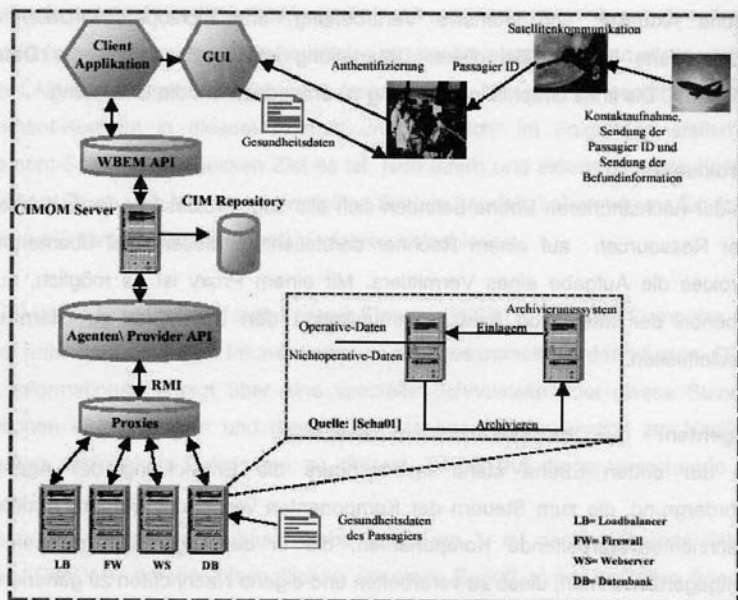 Client
Applikation
GUI
Authentifizierung
Passagier ID
Satellitenkommunikation
Gesundheitsdaten
Kontaktaufnahme,
Sendung der
Passagier ID und
Sendung der
Befundinformation
WBEM API
CIMOM Server
CIM Repository
Agenten\ Provider API
RMI
Proxies
Archivierungssystem
Operative-Daten
Nichtoperative-Daten
Einlagern
Quelle: [Scha01]
Archivieren
Gesundheitsdaten
des Passagiers
LB FW WS DB
LB= Loadbalancer
FW= Firewall
WS= Webserver
DB= Datenbank